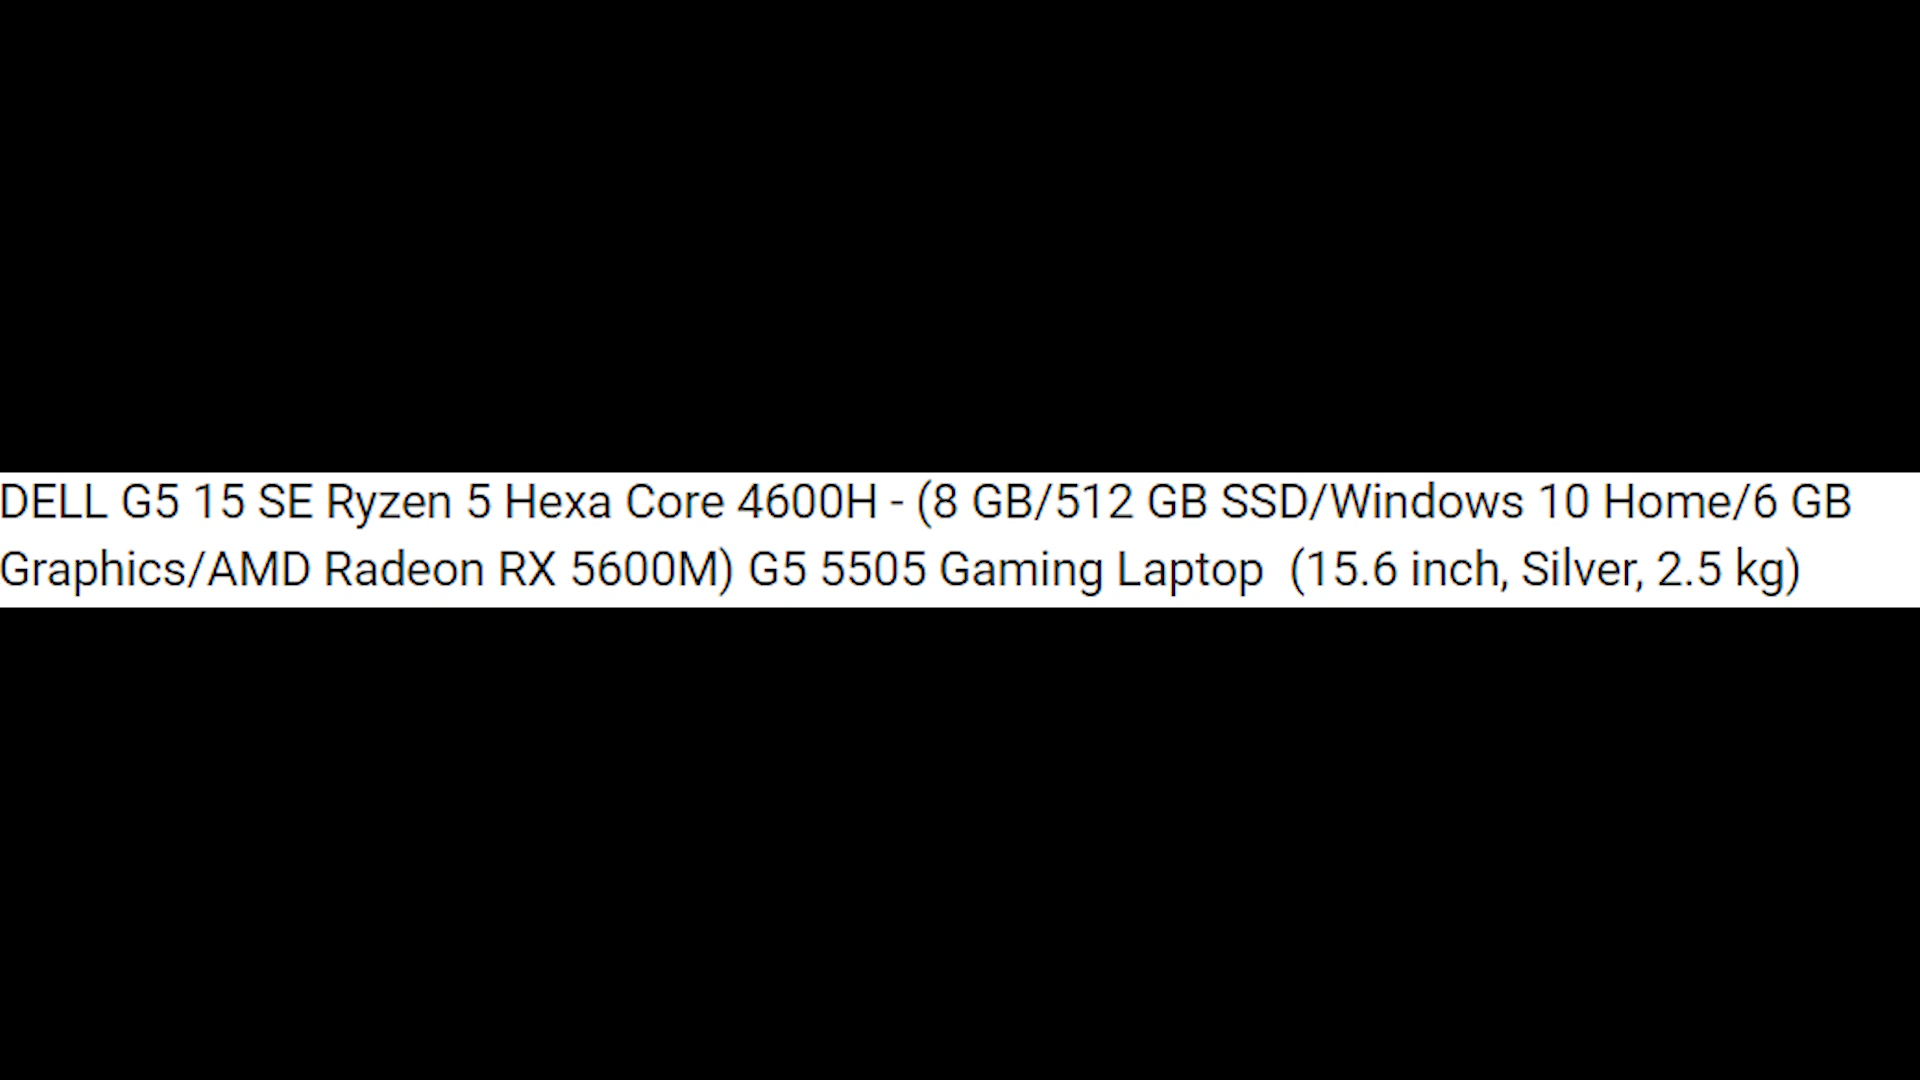 DELL G5 15 SE Ryzen 5 Hexa Core 4600H - (8 GB/512 GB SSD/Windows 10 Home/6 GB
Graphics/AMD Radeon RX 5600M) G5 5505 Gaming Laptop  (15.6 inch, Silver, 2.5 kg)